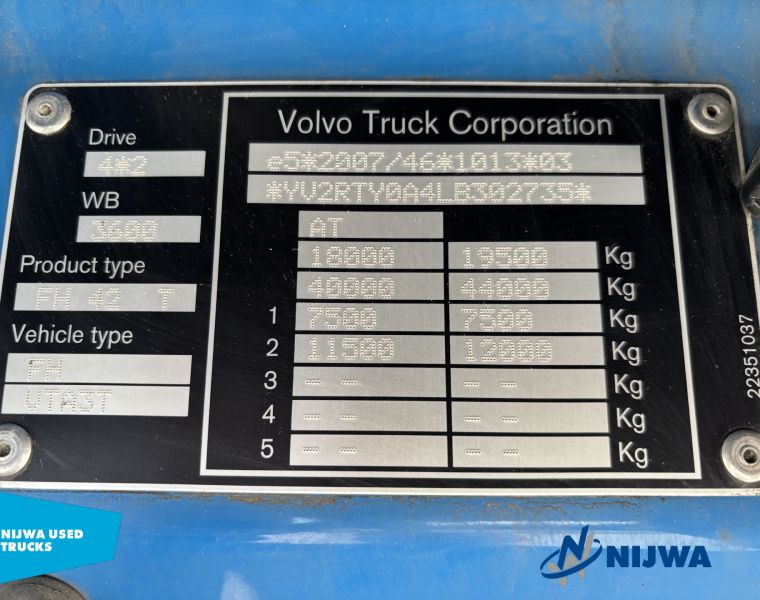 Drive
4*2
WB
3600
Product type
FH 42 T
Vehicle type
FH
VTA3T
Volvo Truck Corporation
e5*2007/46*1013*03
*YV2RTY0A4LB302735*
AT
18000 19500 Kg
40000 44000 Kg
1 7500 7500 Kg
2 11500 12000 Kg
3 -- -- -- -- Kg
4 -- -- -- -- Kg
5 -- -- -- -- Kg
22351037
NIJWA USED
TRUCKS
NIJWA